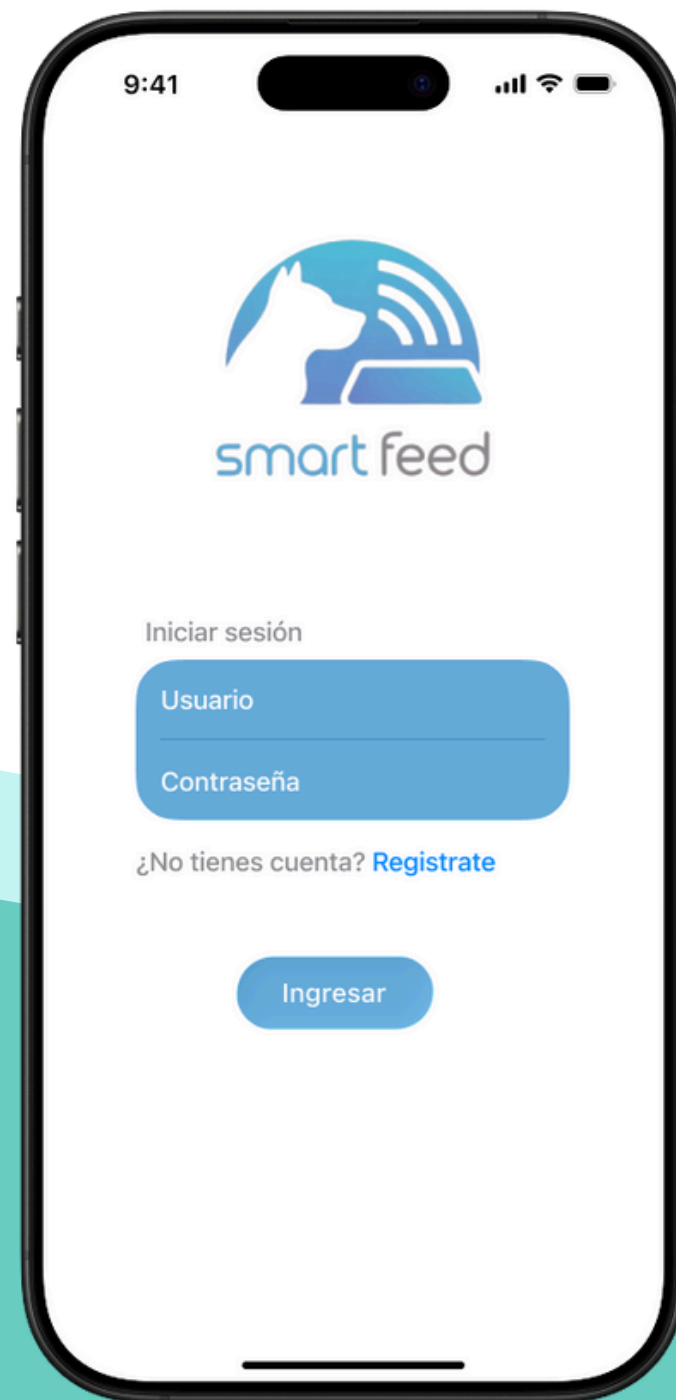 9:41
smart feed
Iniciar sesión
Usuario
Contraseña
¿No tienes cuenta? Registrate
Ingresar